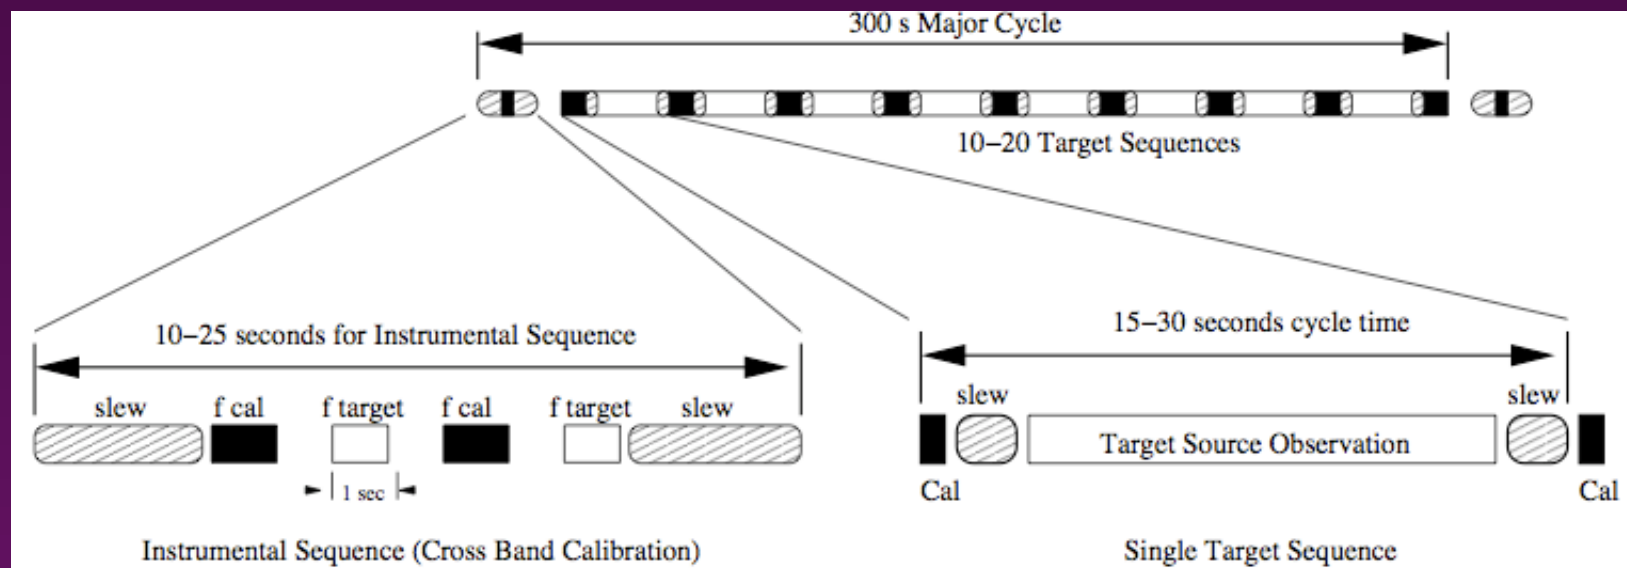 300 s Major Cycle
10–20 Target Sequences
10–25 seconds for Instrumental Sequence
slew f cal f target f cal f target slew
1 sec
Instrumental Sequence (Cross Band Calibration)
15–30 seconds cycle time
slew slew
Target Source Observation
Cal Cal
Single Target Sequence